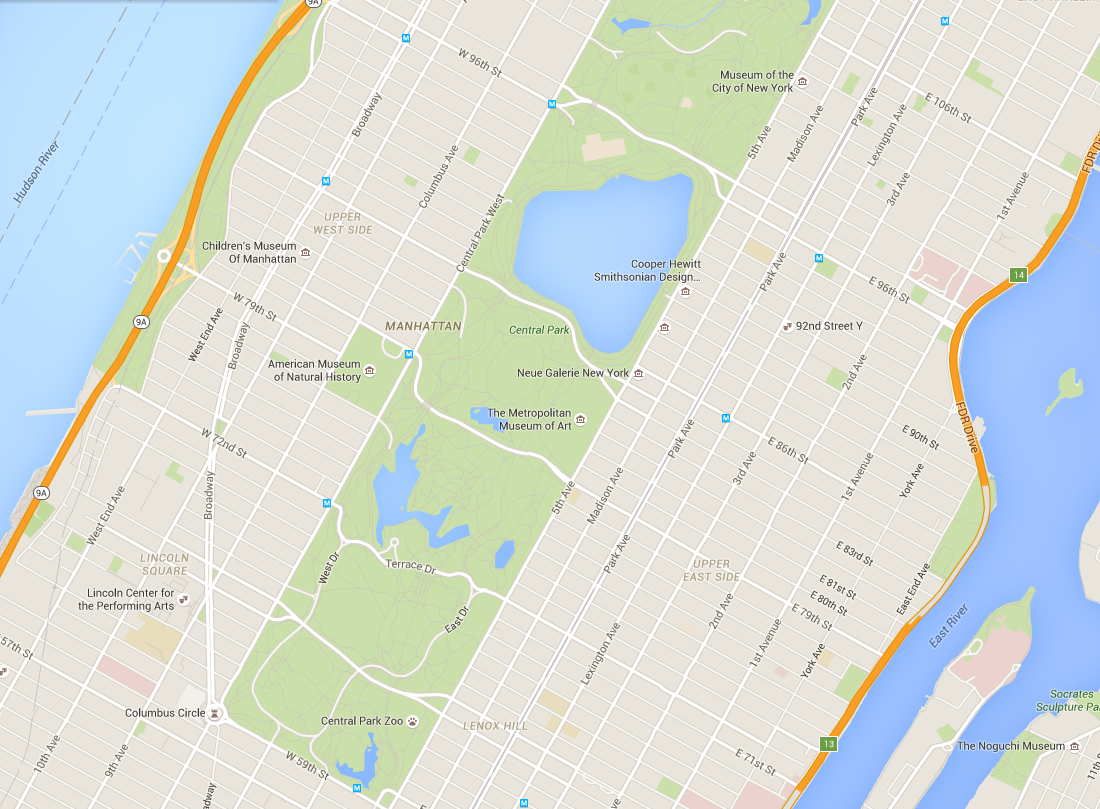 9A
W 96th St
Museum of the
City of New York
E 106th St
Park Ave
Madison Ave
Lexington Ave
5th Ave
Broadway
Columbus Ave
3rd Ave
1st Avenue
Hudson River
UPPER
WEST SIDE
Central Park West
Children's Museum
Of Manhattan
Cooper Hewitt
Smithsonian Design...
Park Ave
E 96th St
14
W 79th St
9A
West End Ave
Broadway
MANHATTAN
Central Park
92nd Street Y
American Museum
of Natural History
Neue Galerie New York
2nd Ave
The Metropolitan
Museum of Art
FDR Drive
W 72nd St
Park Ave
E 86th St
E 90th St
9A
West End Ave
Broadway
5th Ave
Madison Ave
3rd Ave
1st Avenue
York Ave
LINCOLN
SQUARE
West Dr
Terrace Dr
Park Ave
UPPER
EAST SIDE
E 83rd St
E 81st St
E 80th St
E 79th St
East End Ave
East River
Lincoln Center for
the Performing Arts
East Dr
2nd Ave
1st Avenue
57th St
Lexington Ave
York Ave
Columbus Circle
Central Park Zoo
LENOX HILL
Socrates
Sculpture Pa
10th Ave
9th Ave
W 59th St
E 71st St
13
The Noguchi Museum
11th